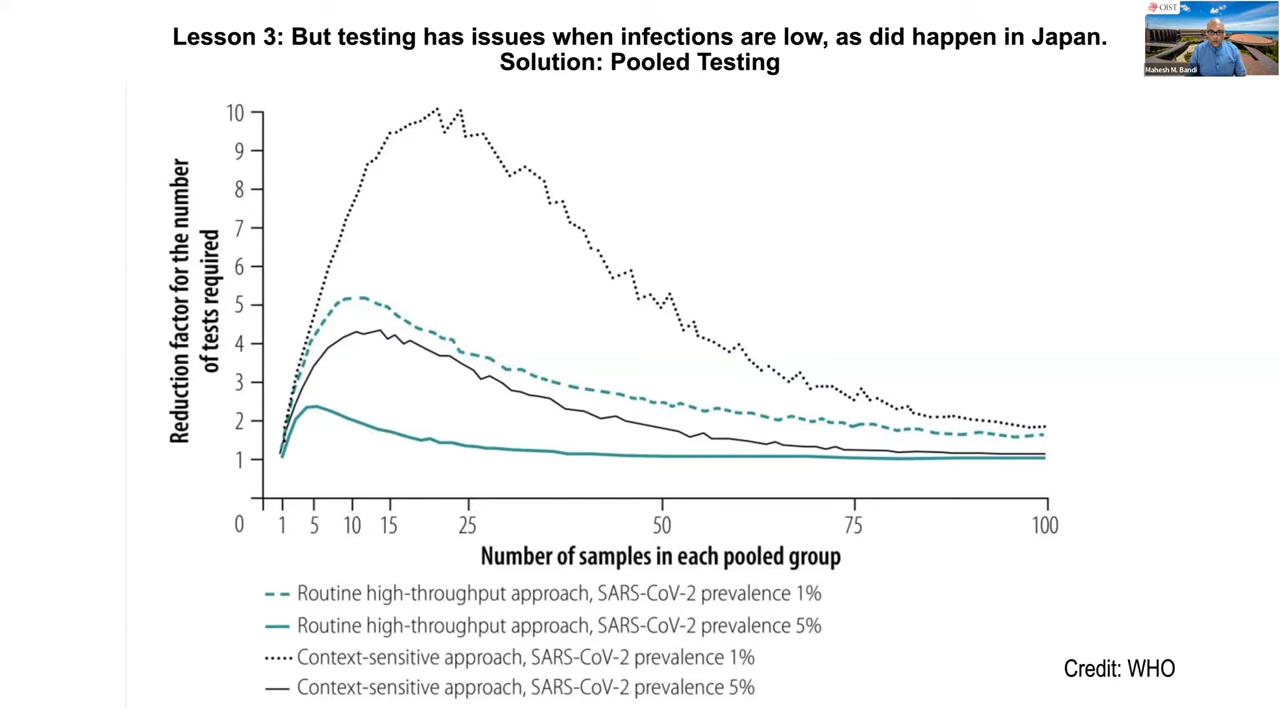 Lesson 3: But testing has issues when infections are low, as did happen in Japan.
Solution: Pooled Testing
OIST
Mahesh M. Bandi
Reduction factor for the number
of tests required
10
9
8
7
6
5
4
3
2
1
0
1
5
10
15
25
50
75
100
Number of samples in each pooled group
Routine high-throughput approach, SARS-CoV-2 prevalence 1%
Routine high-throughput approach, SARS-CoV-2 prevalence 5%
Context-sensitive approach, SARS-CoV-2 prevalence 1%
Context-sensitive approach, SARS-CoV-2 prevalence 5%
Credit: WHO